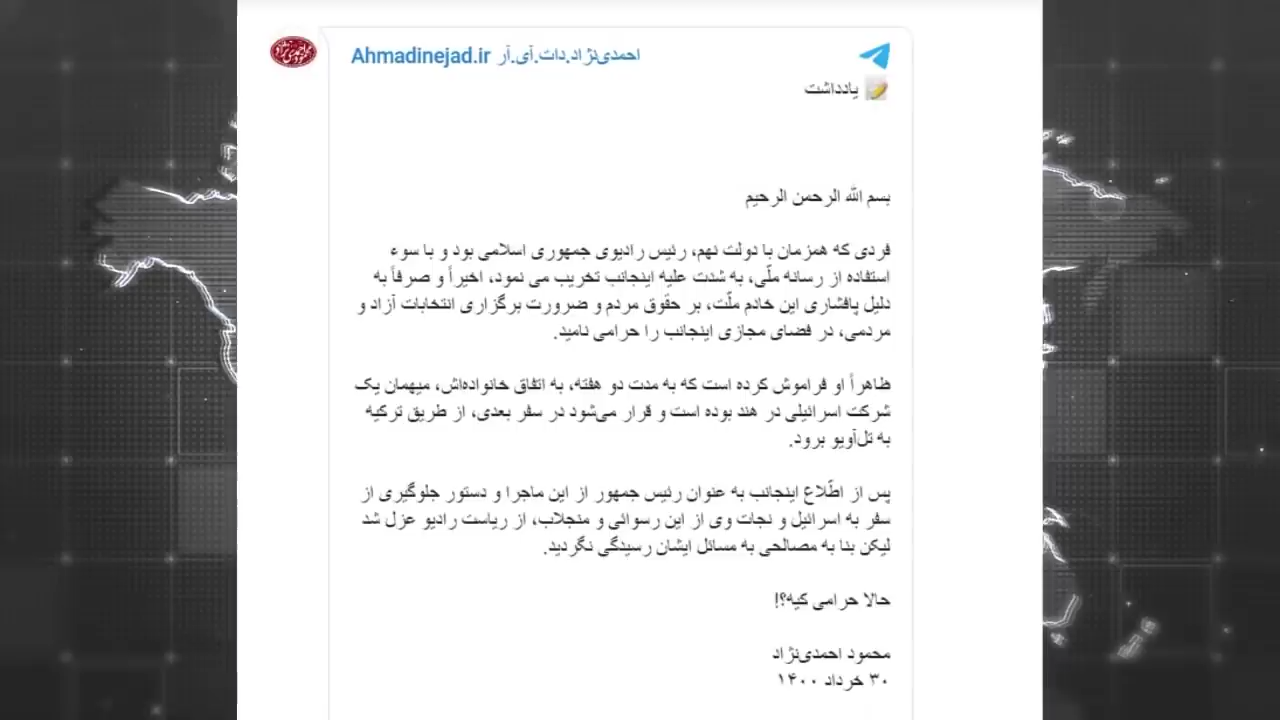 احمدی‌نژاد.دات.آی.آر Ahmadinejad.ir
یادداشت
بسم الله الرحمن الرحیم
فردی که همزمان با دولت نهم، رئیس رادیوی جمهوری اسلامی بود و با سوء
استفاده از رسانه ملّی، به شدت علیه اینجانب تخریب می نمود، اخیراً و صرفاً به
دلیل پافشاری این خادم ملّت، بر حقوق مردم و ضرورت برگزاری انتخابات آزاد و
مردمی، در فضای مجازی اینجانب را حرامی نامید.
ظاهراً او فراموش کرده است که به مدت دو هفته، به اتفاق خانواده‌اش، میهمان یک
شرکت اسرائیلی در هند بوده است و قرار می‌شود در سفر بعدی، از طریق ترکیه
به تل‌آویو برود.
پس از اطّلاع اینجانب به عنوان رئیس جمهور از این ماجرا و دستور جلوگیری از
سفر به اسرائیل و نجات وی از این رسوائی و منجلاب، از ریاست رادیو عزل شد
لیکن بنا به مصالحی به مسائل ایشان رسیدگی نگردید.
حالا حرامی کیه؟!
محمود احمدی‌نژاد
۳۰ خرداد ۱۴۰۰